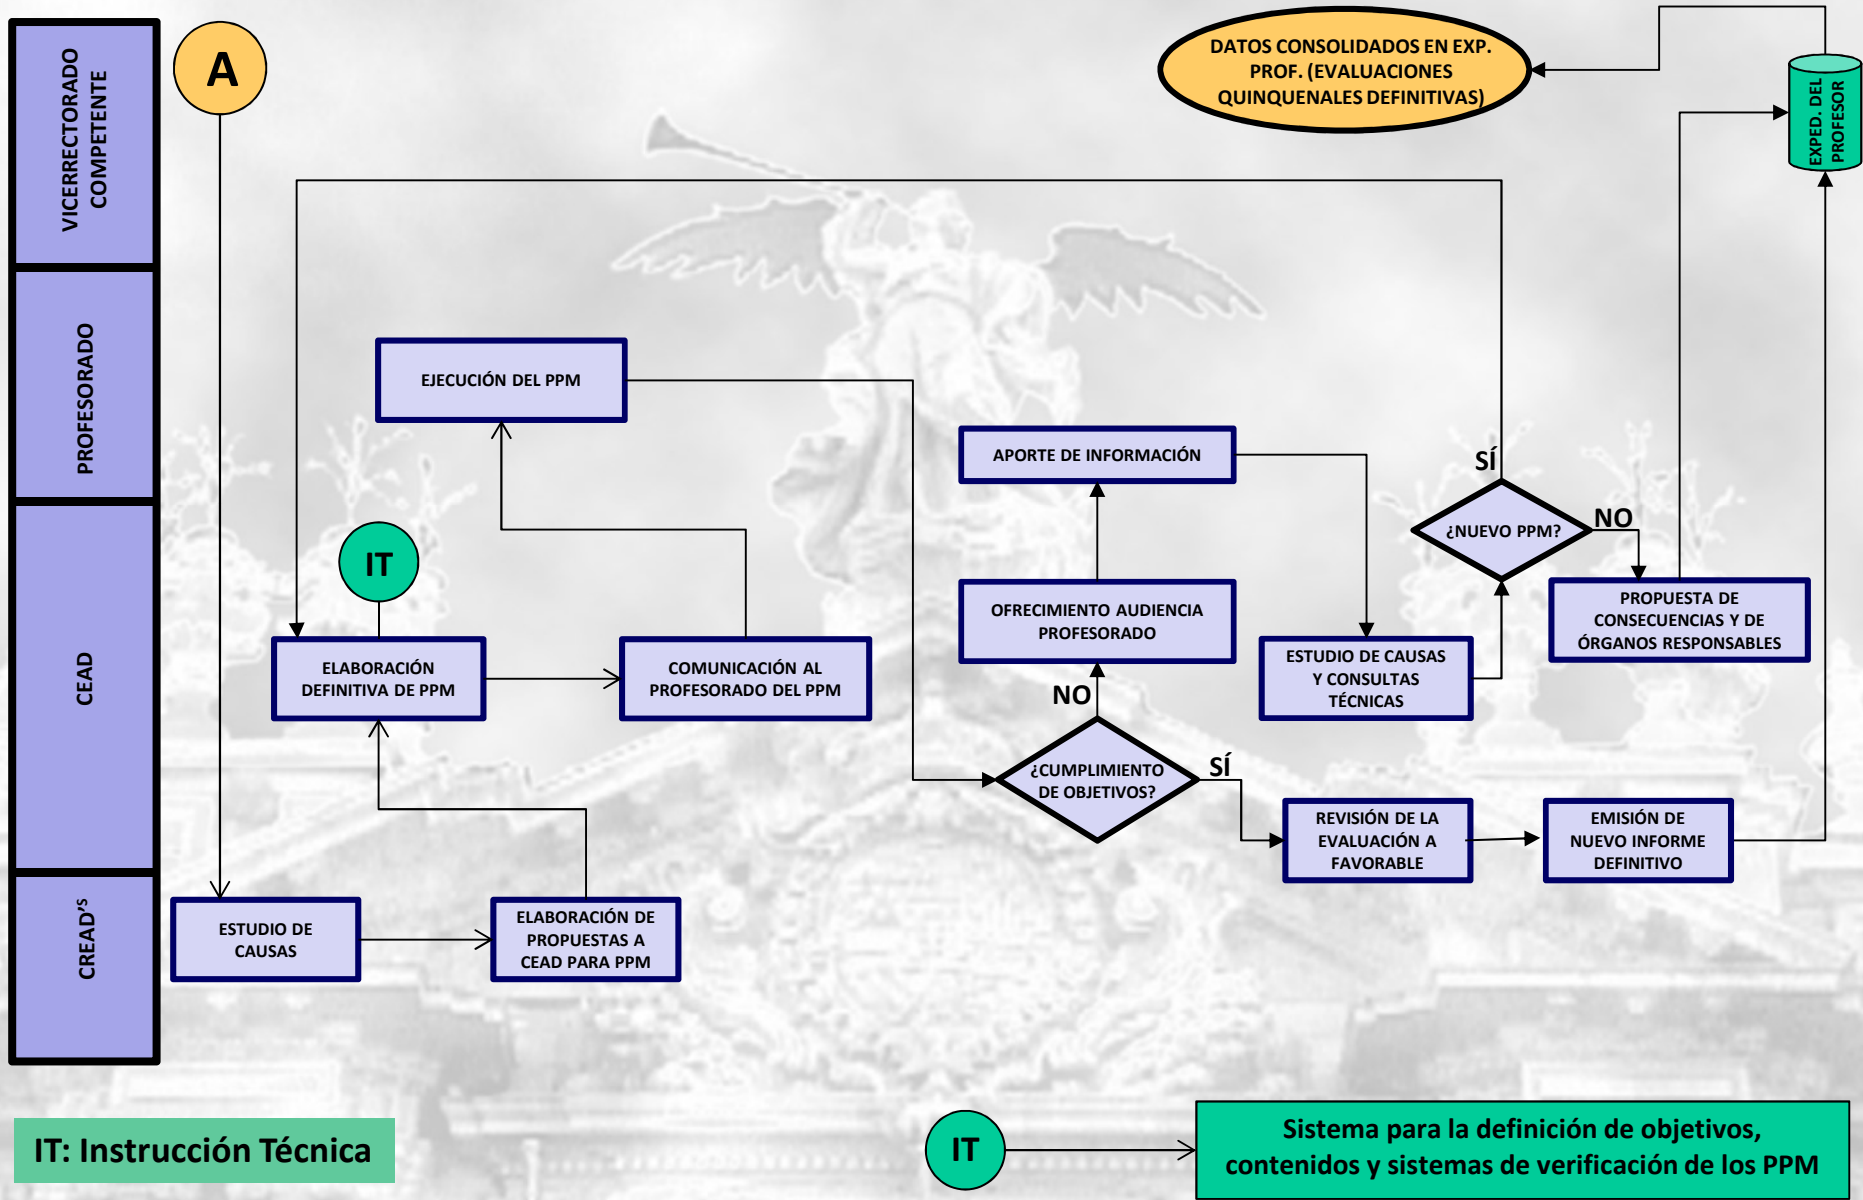 VICERRECTORADO
COMPETENTE
PROFESORADO
CEAD
CREAD'S
A
DATOS CONSOLIDADOS EN EXP.
PROF. (EVALUACIONES
QUINQUENALES DEFINITIVAS)
EXPED. DEL
PROFESOR
EJECUCIÓN DEL PPM
APORTE DE INFORMACIÓN
SÍ
¿NUEVO PPM?
NO
IT
OFRECIMIENTO AUDIENCIA
PROFESORADO
PROPUESTA DE
CONSECUENCIAS Y DE
ÓRGANOS RESPONSABLES
ELABORACIÓN
DEFINITIVA DE PPM
COMUNICACIÓN AL
PROFESORADO DEL PPM
ESTUDIO DE CAUSAS
Y CONSULTAS
TÉCNICAS
NO
¿CUMPLIMIENTO
DE OBJETIVOS?
SÍ
REVISIÓN DE LA
EVALUACIÓN A
FAVORABLE
EMISIÓN DE
NUEVO INFORME
DEFINITIVO
ESTUDIO DE
CAUSAS
ELABORACIÓN DE
PROPUESTAS A
CEAD PARA PPM
IT: Instrucción Técnica
IT
Sistema para la definición de objetivos,
contenidos y sistemas de verificación de los PPM